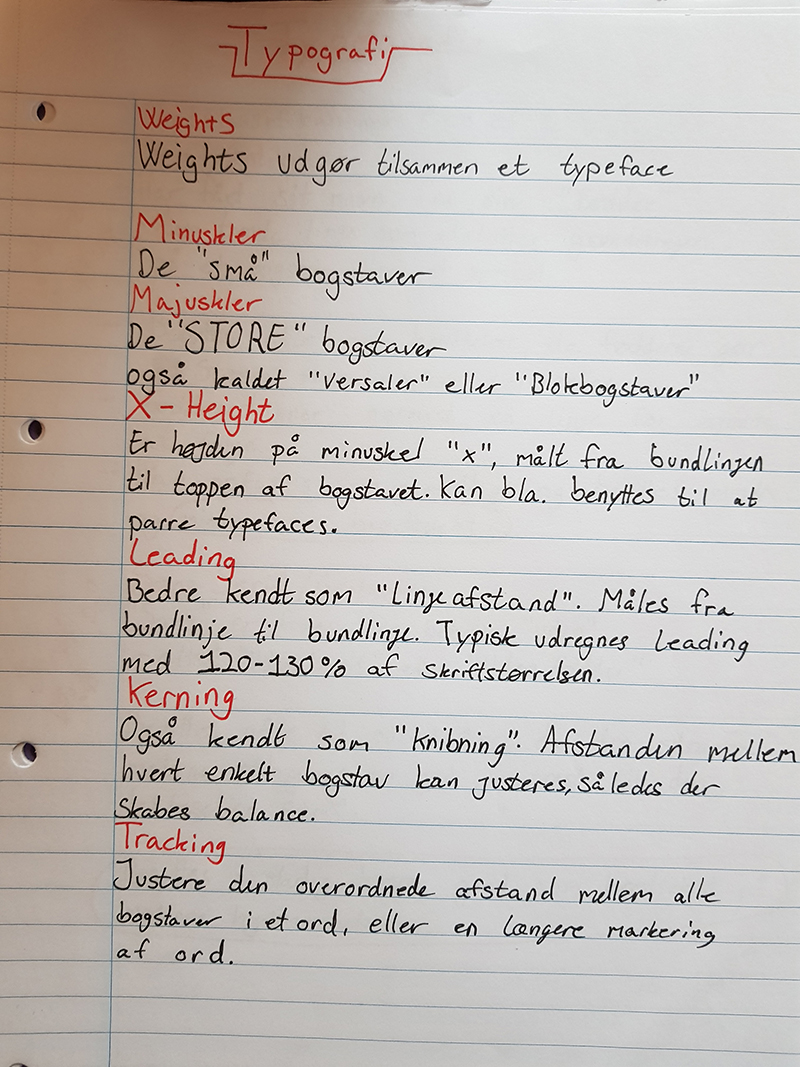 Typografi
Weights
Weights udgør tilsammen et typeface
Minuskler
De "små" bogstaver
Majuskler
De "STORE" bogstaver
også kaldet "Versaler" eller "Blokbogstaver"
X-Height
Er højden på minuskel "x", målt fra bundlinjen
til toppen af bogstavet. Kan bla. benyttes til at
parre typefaces.
Leading
Bedre kendt som "Linjeafstand". Måles fra
bundlinje til bundlinje. Typisk udregnes Leading
med 120-130% af skriftstørrelsen.
Kerning
Også kendt som "Knibning". Afstanden mellem
hvert enkelt bogstav kan justeres, således der
skabes balance.
Tracking
Justere den overordnede afstand mellem alle
bogstaver i et ord, eller en længere markering
af ord.